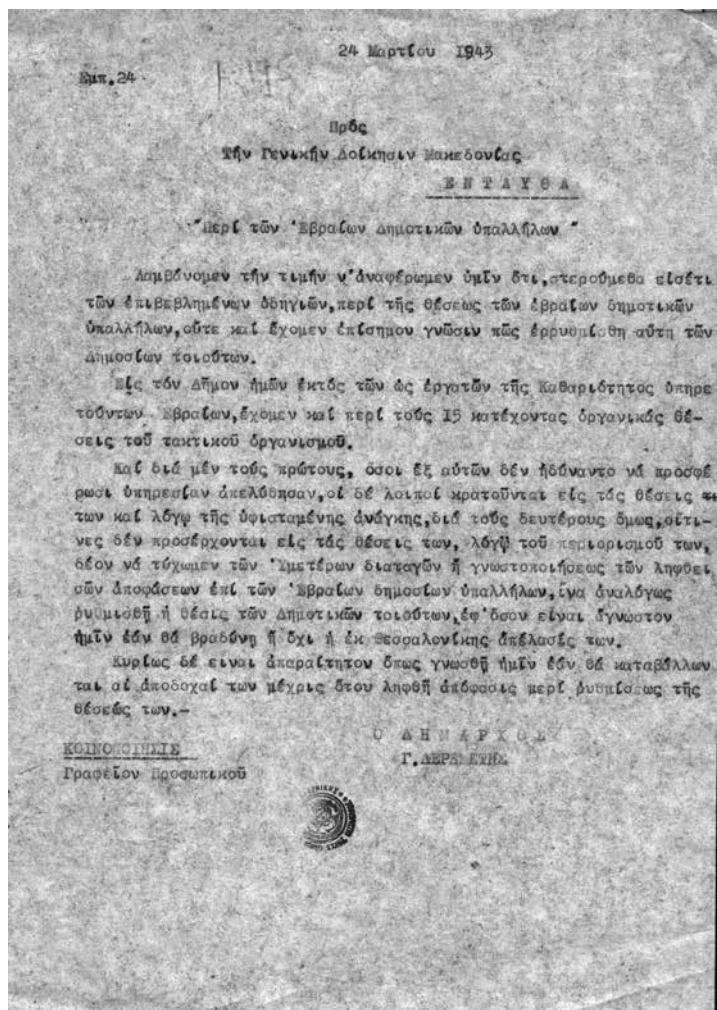 24 Μαρτίου 1943
Εμπ.24
Πρός
Τήν Γενικήν Διοίκησιν Μακεδονίας
Ε Ν Τ Α Υ Θ Α
"Περί τῶν Ἑβραίων Δημοτικῶν ὑπαλλήλων "
Λαμβάνομεν τήν τιμήν ν'ἀναφέρωμεν ὑμῖν ὅτι,στερούμεθα εἰσέτι
τῶν ἐπιβεβλημένων ὁδηγιῶν,περί τῆς θέσεως τῶν ἑβραίων δημοτικῶν
ὑπαλλήλων,οὔτε καί ἔχομεν ἐπίσημον γνῶσιν πῶς ἐρρυθμίσθη αὕτη τῶν
Δημοσίων τοιούτων.
Εἰς τόν Δῆμον ἡμῶν ἐκτός τῶν ὡς ἐργατῶν τῆς Καθαριότητος ὑπηρε
τούντων Ἑβραίων,ἔχομεν καί περί τούς 15 κατέχοντας ὀργανικάς θέ-
σεις τοῦ τακτικοῦ ὀργανισμοῦ.
Καί διά μέν τούς πρώτους, ὅσοι ἐξ αὐτῶν δέν ἠδύναντο νά προσφέ
ρωσι ὑπηρεσίαν ἀπελύθησαν,οἱ δέ λοιποί κρατοῦνται εἰς τάς θέσεις
των καί λόγῳ τῆς ὑφισταμένης ἀνάγκης,διά τούς δευτέρους ὅμως,οἵτι-
νες δέν προσέρχονται εἰς τάς θέσεις των, λόγῳ τοῦ περιορισμοῦ των,
δέον νά τύχωμεν τῶν Ὑμετέρων διαταγῶν ἤ γνωστοποιήσεως τῶν ληφθει
σῶν ἀποφάσεων ἐπί τῶν Ἑβραίων δημοσίων ὑπαλλήλων,ἵνα ἀναλόγως
ρυθμισθῆ ἡ θέσις τῶν Δημοτικῶν τοιούτων,ἐφ'ὅσον εἶναι ἄγνωστον
ἡμῖν ἐάν θά βραδύνη ἤ ὄχι ἡ ἐκ Θεσσαλονίκης ἀπέλασίς των.
Κυρίως δέ ειναι ἀπαραίτητον ὅπως γνωσθῆ ἡμῖν ἐάν θά καταβάλλων
ται αἱ ἀποδοχαί των μέχρις ὅτου ληφθῆ ἀπόφασις περί ρυθμίσεως τῆς
θέσεώς των.-
Ο ΔΗΜΑΡΧΟΣ
ΚΟΙΝΟΠΟΙΗΣΙΣ
Γραφεῖον Προσωπικοῦ